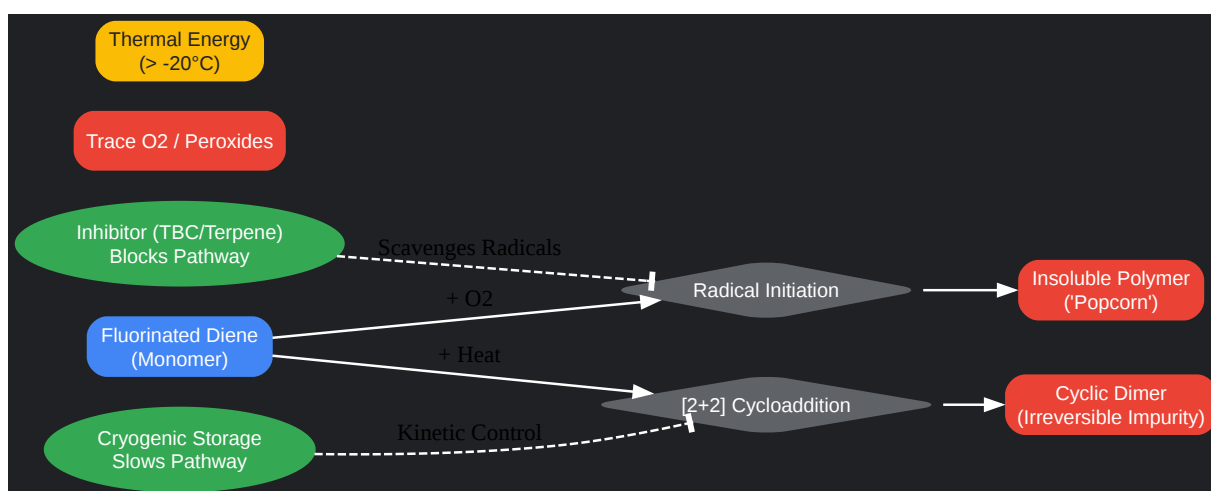 Thermal Energy
(> -20°C)
Trace O2 / Peroxides
Inhibitor (TBC/Terpene)
Blocks Pathway
Scavenges Radicals
Radical Initiation
Insoluble Polymer
('Popcorn')
+ O2
Fluorinated Diene
(Monomer)
+ Heat
[2+2] Cycloaddition
Cyclic Dimer
(Irreversible Impurity)
Kinetic Control
Cryogenic Storage
Slows Pathway